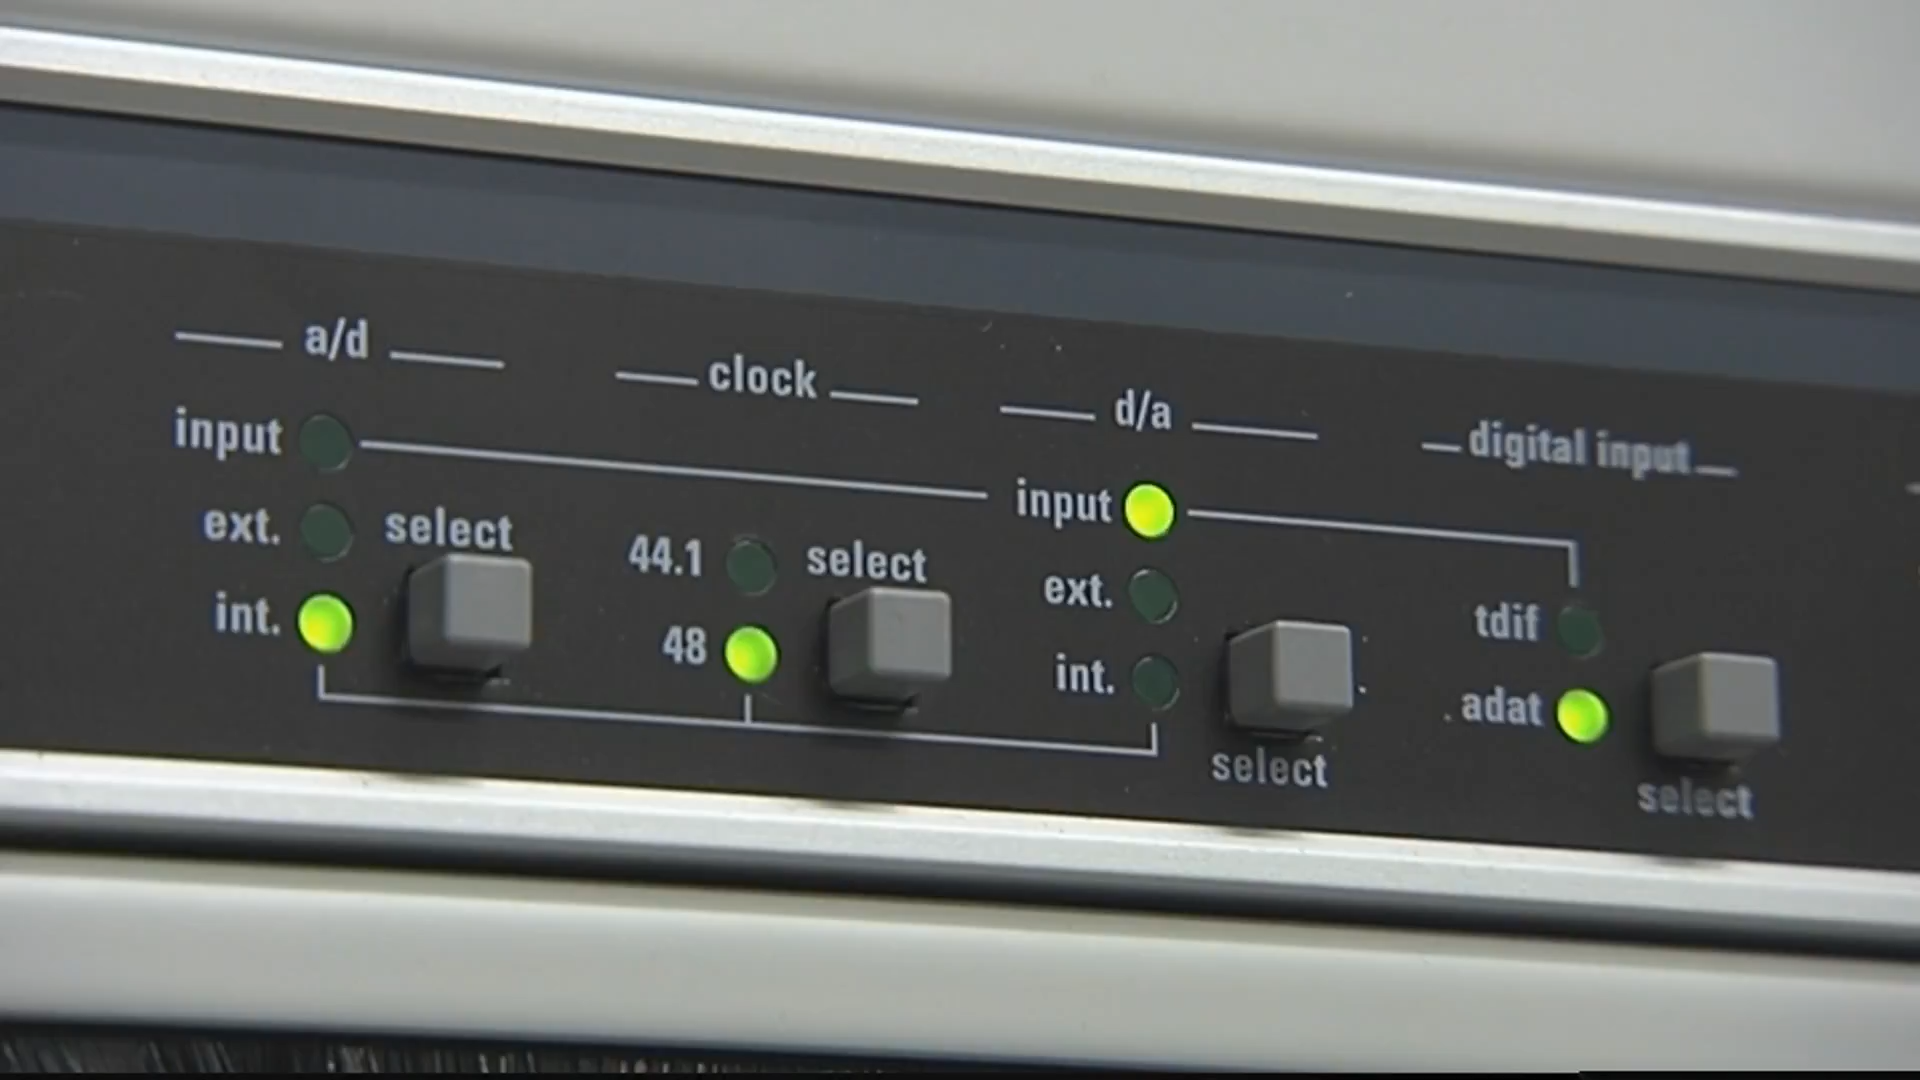 a/d
input
ext.
int.
select
clock
44.1
48
select
d/a
input
ext.
int.
select
digital input
tdif
adat
select